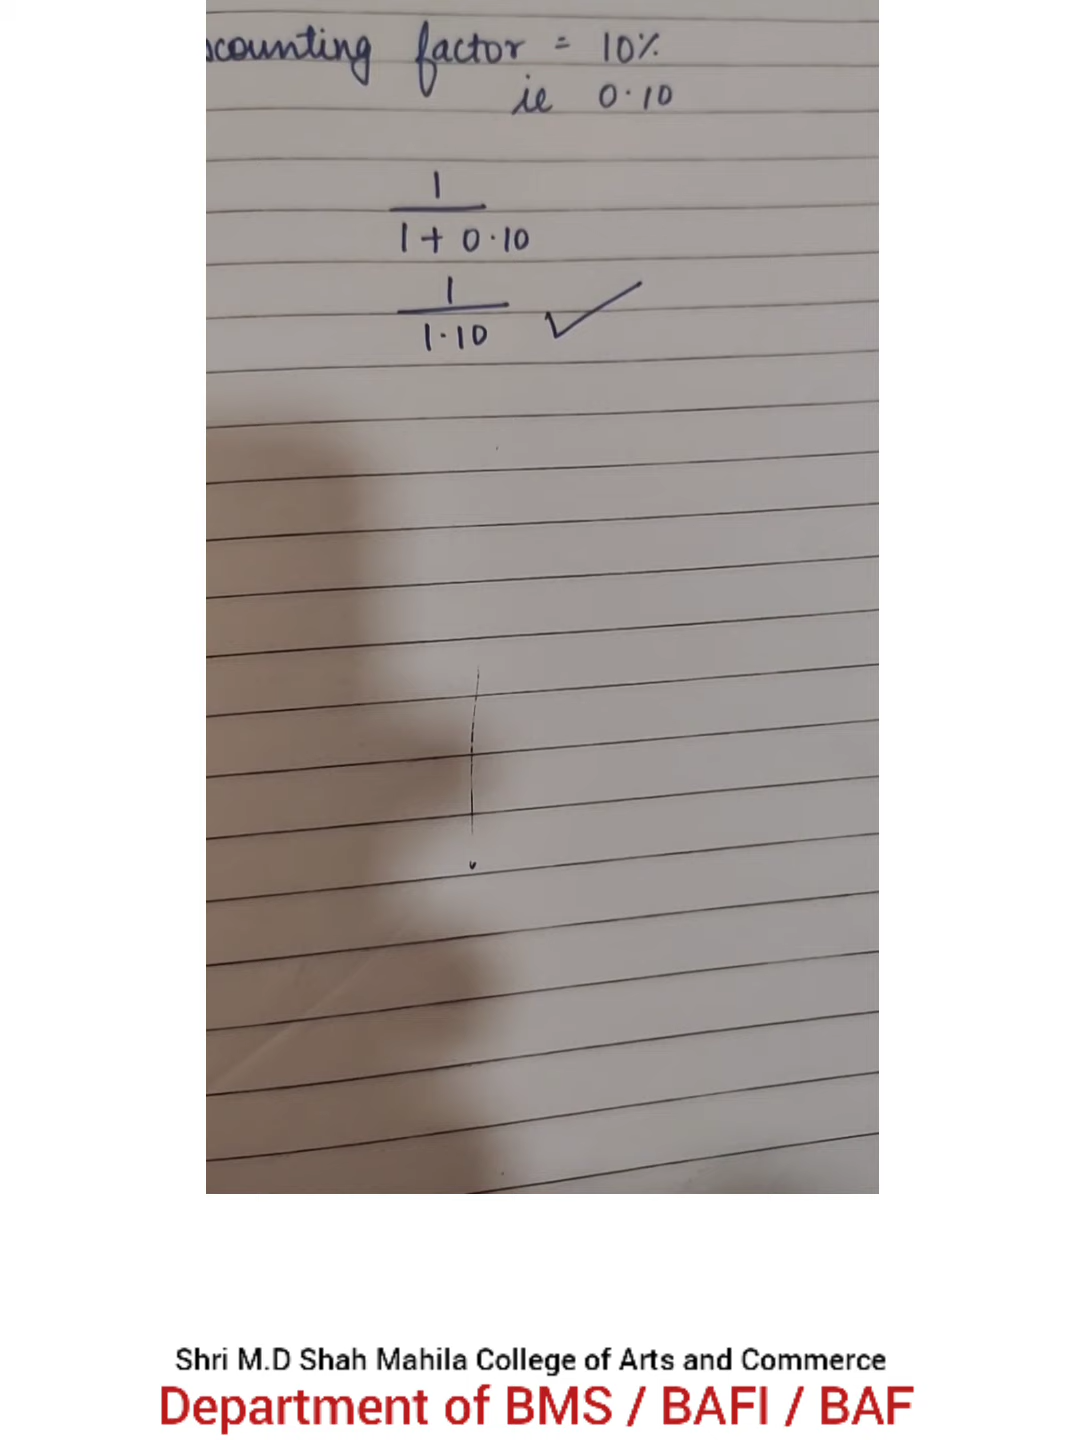 counting factor = 10%
ie 0.10
1
1 + 0.10
1
1.10
Shri M.D Shah Mahila College of Arts and Commerce
Department of BMS / BAFI / BAF